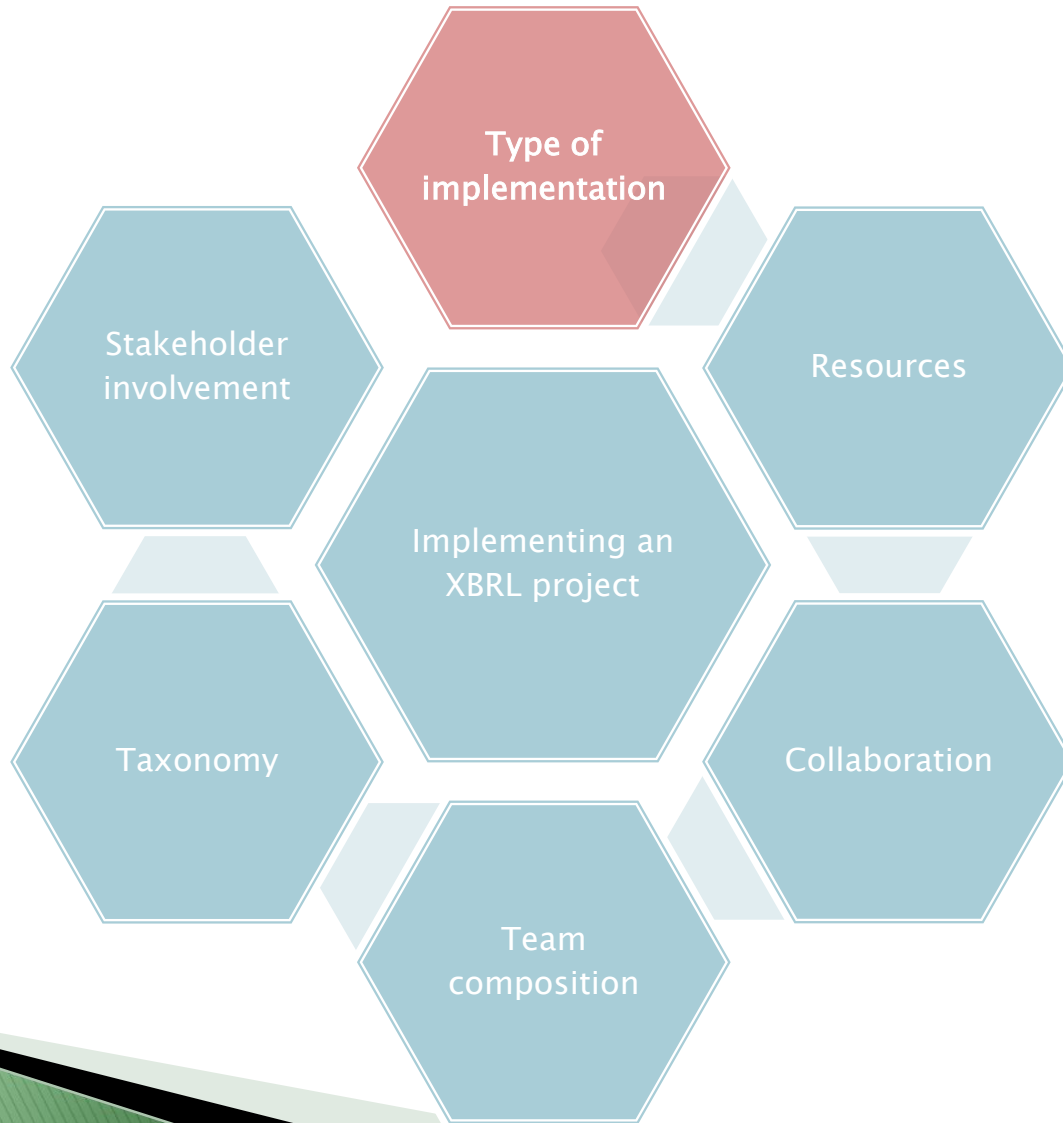 Type of
implementation
Stakeholder
involvement
Resources
Implementing an
XBRL project
Taxonomy
Collaboration
Team
composition